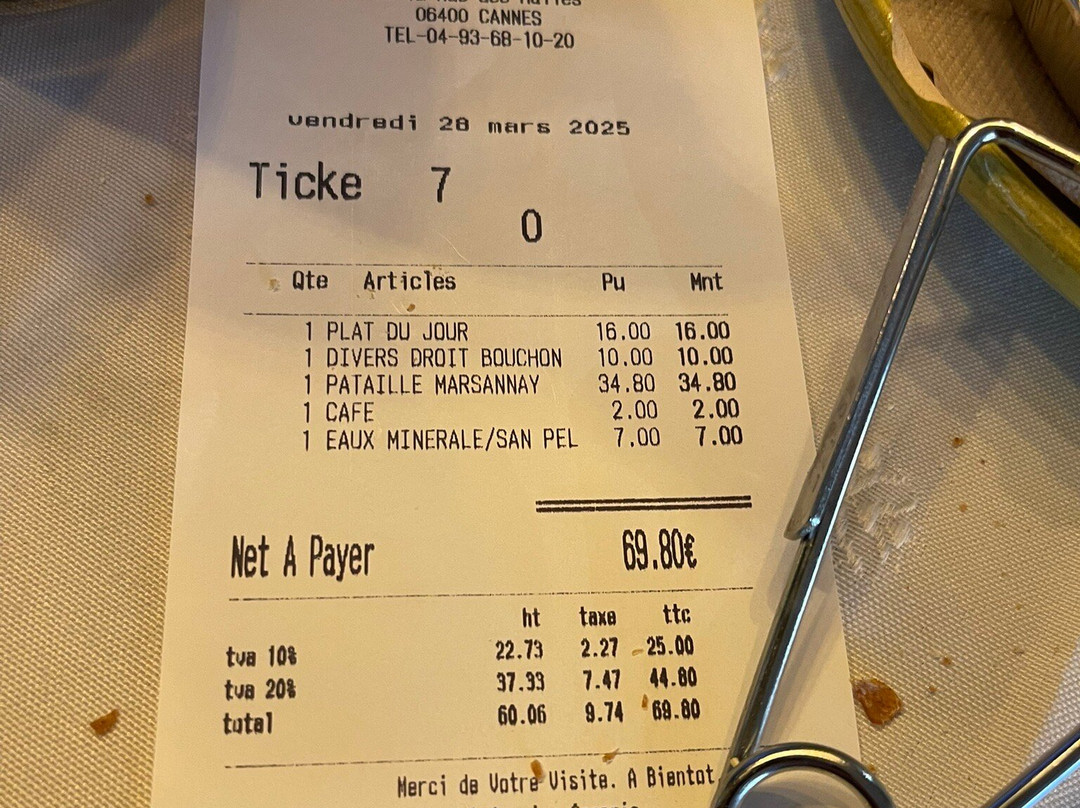 06400 CANNES
TEL-04-93-68-10-20
vendredi 28 mars 2025
Ticke 7
0
Qte Articles Pu Mnt
1 PLAT DU JOUR 16.00 16.00
1 DIVERS DROIT BOUCHON 10.00 10.00
1 PATAILLE MARSANNAY 34.80 34.80
1 CAFE 2.00 2.00
1 EAUX MINERALE/SAN PEL 7.00 7.00
Net A Payer 69.80€
ht taxe ttc
tva 10% 22.73 2.27 25.00
tva 20% 37.33 7.47 44.80
total 60.06 9.74 69.80
Merci de Votre Visite. A Bientot